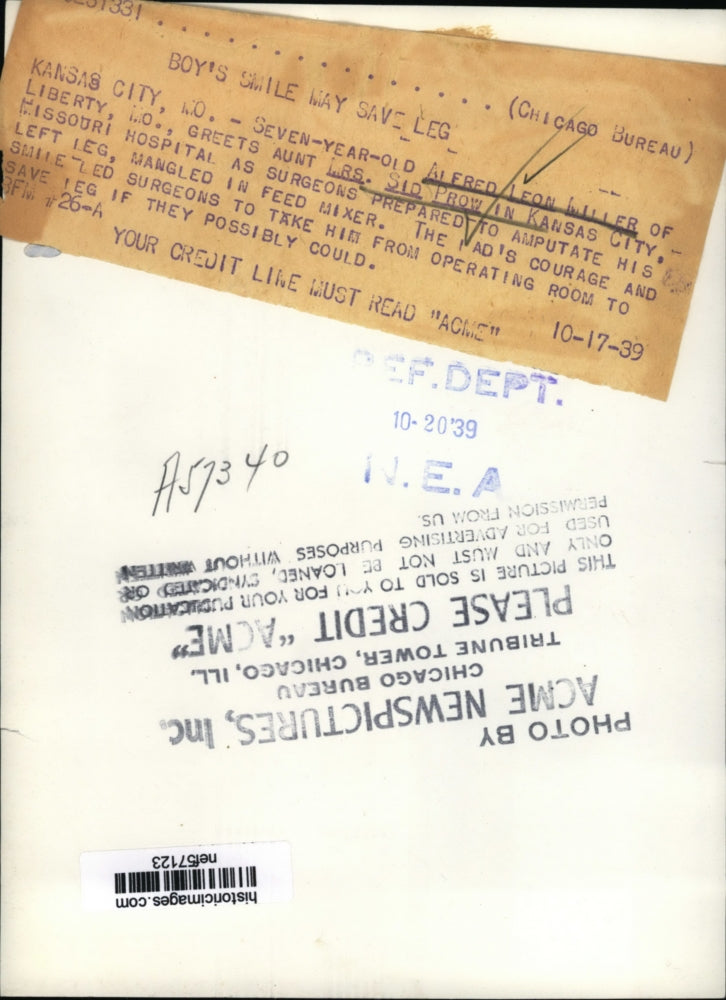 BOY'S SMILE MAY SAVE LEG (CHICAGO BUREAU)
KANSAS CITY, MO. – SEVEN-YEAR-OLD ALFRED LEON MILLER OF
LIBERTY, MO., GREETS AUNT MRS. SID PROW IN KANSAS CITY,
MISSOURI HOSPITAL AS SURGEONS PREPARED TO AMPUTATE HIS
LEFT LEG, MANGLED IN FEED MIXER. THE LAD'S COURAGE AND
SMILE LED SURGEONS TO TAKE HIM FROM OPERATING ROOM TO
SAVE LEG IF THEY POSSIBLY COULD.
#26-A
YOUR CREDIT LINE MUST READ "ACME" 10-17-39
REF. DEPT.
10-20'39
N.E.A
A57340
PHOTO BY
ACME NEWSPICTURES, Inc.
CHICAGO BUREAU
TRIBUNE TOWER, CHICAGO, ILL.
PLEASE CREDIT "ACME"
THIS PICTURE IS SOLD TO YOU FOR YOUR PUBLICATION
ONLY AND MUST NOT BE LOANED, SYNDICATED OR
USED FOR ADVERTISING PURPOSES WITHOUT WRITTEN
PERMISSION FROM US.
historicimages.com
nef57123